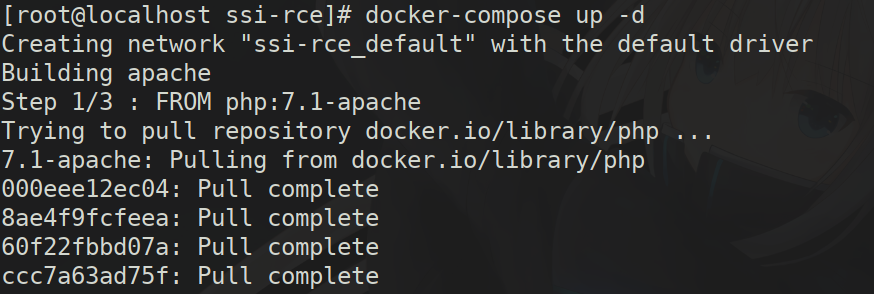 [root@localhost ssi-rce]# docker-compose up -d
Creating network "ssi-rce_default" with the default driver
Building apache
Step 1/3 : FROM php:7.1-apache
Trying to pull repository docker.io/library/php ...
7.1-apache: Pulling from docker.io/library/php
000eee12ec04: Pull complete
8ae4f9fcfeea: Pull complete
60f22fbbd07a: Pull complete
ccc7a63ad75f: Pull complete